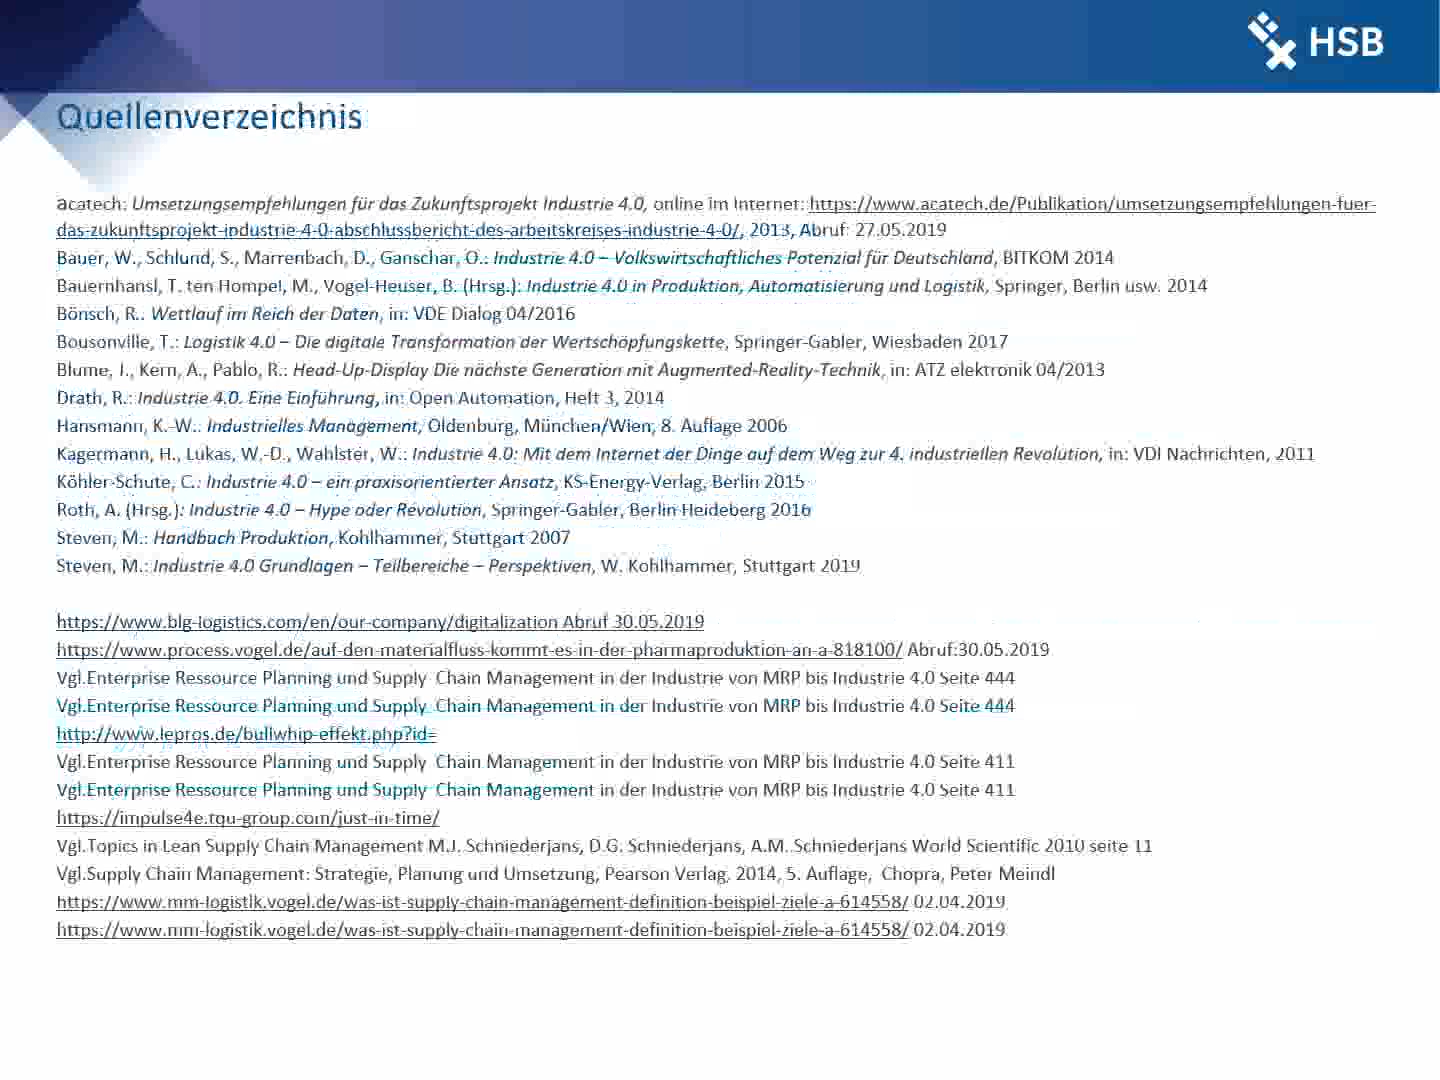 HSB
Quellenverzeichnis
acatech: Umsetzungsempfehlungen für das Zukunftsprojekt Industrie 4.0, online im Internet: https://www.acatech.de/Publikation/umsetzungsempfehlungen-fuer-
das-zukunftsprojekt-industrie-4-0-abschlussbericht-des-arbeitskreises-industrie-4-0/, 2013, Abruf: 27.05.2019
Bauer, W., Schlund, S., Marrenbach, D., Ganschar, O.: Industrie 4.0 – Volkswirtschaftliches Potenzial für Deutschland, BITKOM 2014
Bauernhansl, T. ten Hompel, M., Vogel-Heuser, B. (Hrsg.): Industrie 4.0 in Produktion, Automatisierung und Logistik, Springer, Berlin usw. 2014
Bönsch, R.: Wettlauf im Reich der Daten, in: VDE Dialog 04/2016
Bousonville, T.: Logistik 4.0 – Die digitale Transformation der Wertschöpfungskette, Springer-Gabler, Wiesbaden 2017
Blume, J., Kern, A., Pablo, R.: Head-Up-Display Die nächste Generation mit Augmented-Reality-Technik, in: ATZ elektronik 04/2013
Drath, R.: Industrie 4.0. Eine Einführung, in: Open Automation, Heft 3, 2014
Hansmann, K.-W.: Industrielles Management, Oldenburg, München/Wien, 8. Auflage 2006
Kagermann, H., Lukas, W.-D., Wahlster, W.: Industrie 4.0: Mit dem Internet der Dinge auf dem Weg zur 4. industriellen Revolution, in: VDI Nachrichten, 2011
Köhler-Schute, C.: Industrie 4.0 – ein praxisorientierter Ansatz, KS-Energy-Verlag, Berlin 2015
Roth, A. (Hrsg.): Industrie 4.0 – Hype oder Revolution, Springer-Gabler, Berlin Heideberg 2016
Steven, M.: Handbuch Produktion, Kohlhammer, Stuttgart 2007
Steven, M.: Industrie 4.0 Grundlagen – Teilbereiche – Perspektiven, W. Kohlhammer, Stuttgart 2019
https://www.blg-logistics.com/en/our-company/digitalization Abruf 30.05.2019
https://www.process.vogel.de/auf-den-materialfluss-kommt-es-in-der-pharmaproduktion-an-a-818100/ Abruf:30.05.2019
Vgl.Enterprise Ressource Planning und Supply Chain Management in der Industrie von MRP bis Industrie 4.0 Seite 444
Vgl.Enterprise Ressource Planning und Supply Chain Management in der Industrie von MRP bis Industrie 4.0 Seite 444
http://www.lepros.de/bullwhip-effekt.php?id=
Vgl.Enterprise Ressource Planning und Supply Chain Management in der Industrie von MRP bis Industrie 4.0 Seite 411
Vgl.Enterprise Ressource Planning und Supply Chain Management in der Industrie von MRP bis Industrie 4.0 Seite 411
https://impulse4e.tqu-group.com/just-in-time/
Vgl.Topics in Lean Supply Chain Management M.J. Schniederjans, D.G. Schniederjans, A.M. Schniederjans World Scientific 2010 seite 11
Vgl.Supply Chain Management: Strategie, Planung und Umsetzung, Pearson Verlag, 2014, 5. Auflage, Chopra, Peter Meindl
https://www.mm-logistik.vogel.de/was-ist-supply-chain-management-definition-beispiel-ziele-a-614558/ 02.04.2019
https://www.mm-logistik.vogel.de/was-ist-supply-chain-management-definition-beispiel-ziele-a-614558/ 02.04.2019